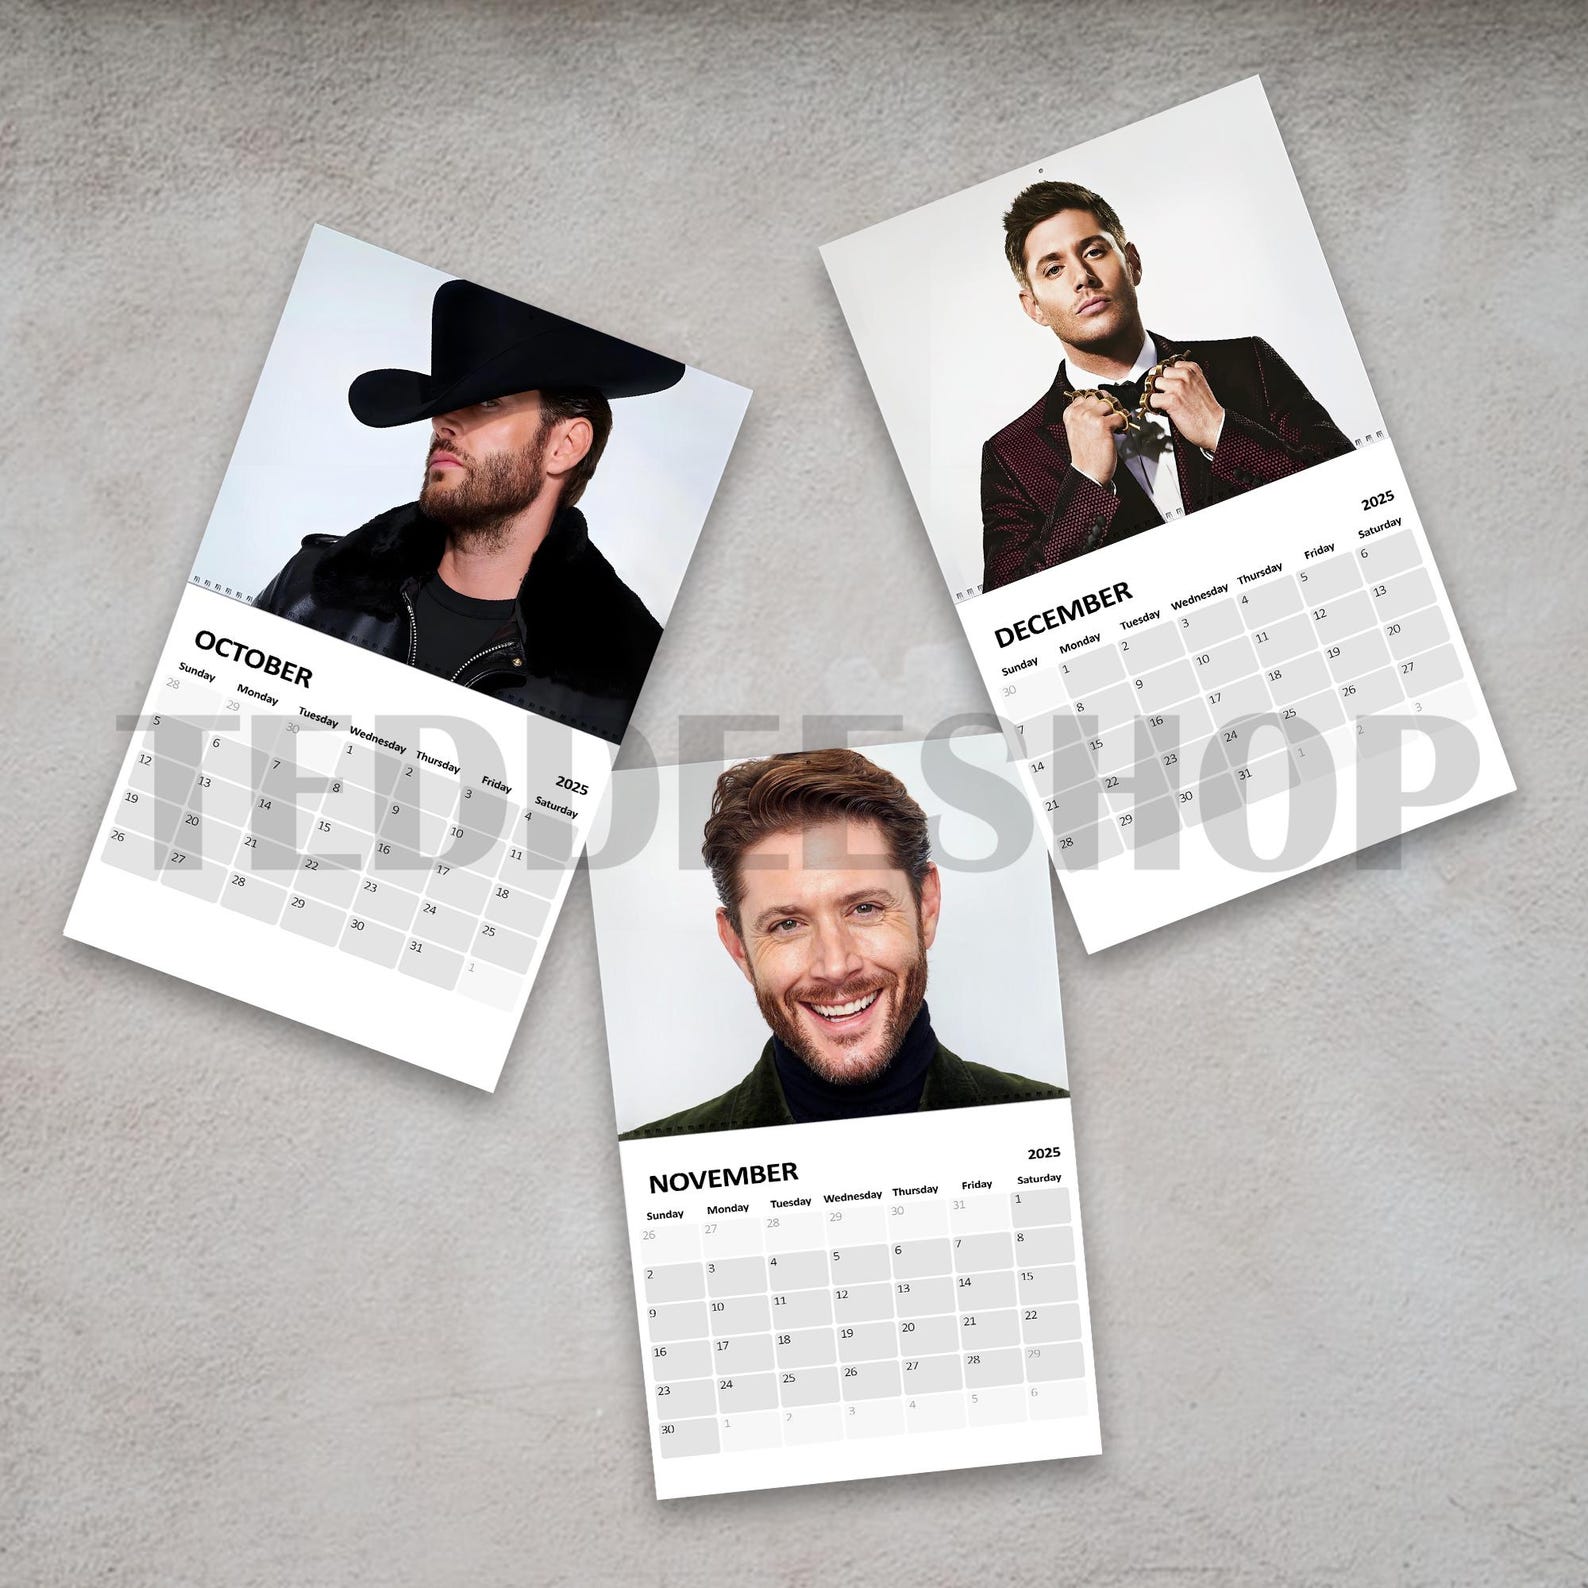 OCTOBER
2025
Sunday Monday Tuesday Wednesday Thursday Friday Saturday
28 29 30 1 2 3 4
5 6 7 8 9 10 11
12 13 14 15 16 17 18
19 20 21 22 23 24 25
26 27 28 29 30 31 1
DECEMBER
2025
Sunday Monday Tuesday Wednesday Thursday Friday Saturday
30 1 2 3 4 5 6
7 8 9 10 11 12 13
14 15 16 17 18 19 20
21 22 23 24 25 26 27
28 29 30 31 1 2 3
TEDDEESHOP
NOVEMBER
2025
Sunday Monday Tuesday Wednesday Thursday Friday Saturday
26 27 28 29 30 31 1
2 3 4 5 6 7 8
9 10 11 12 13 14 15
16 17 18 19 20 21 22
23 24 25 26 27 28 29
30 1 2 3 4 5 6